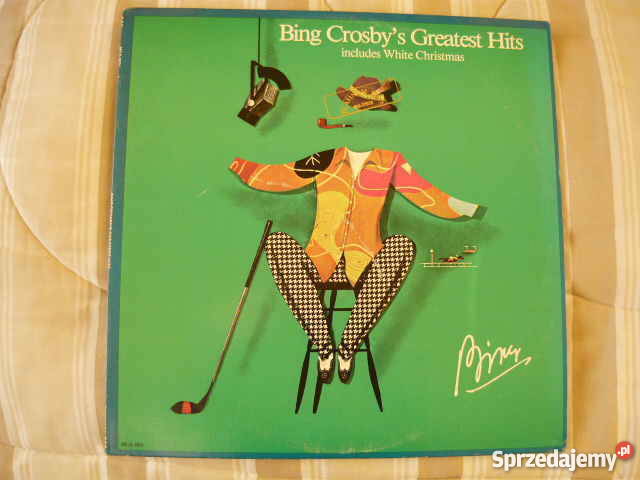 Bing Crosby's Greatest Hits
includes White Christmas
Bing
Sprzedajemy.pl